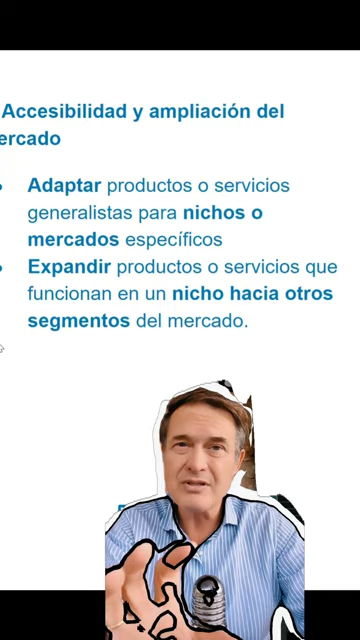 Accesibilidad y ampliación del
ercado
Adaptar productos o servicios
generalistas para nichos o
mercados específicos
Expandir productos o servicios que
funcionan en un nicho hacia otros
segmentos del mercado.